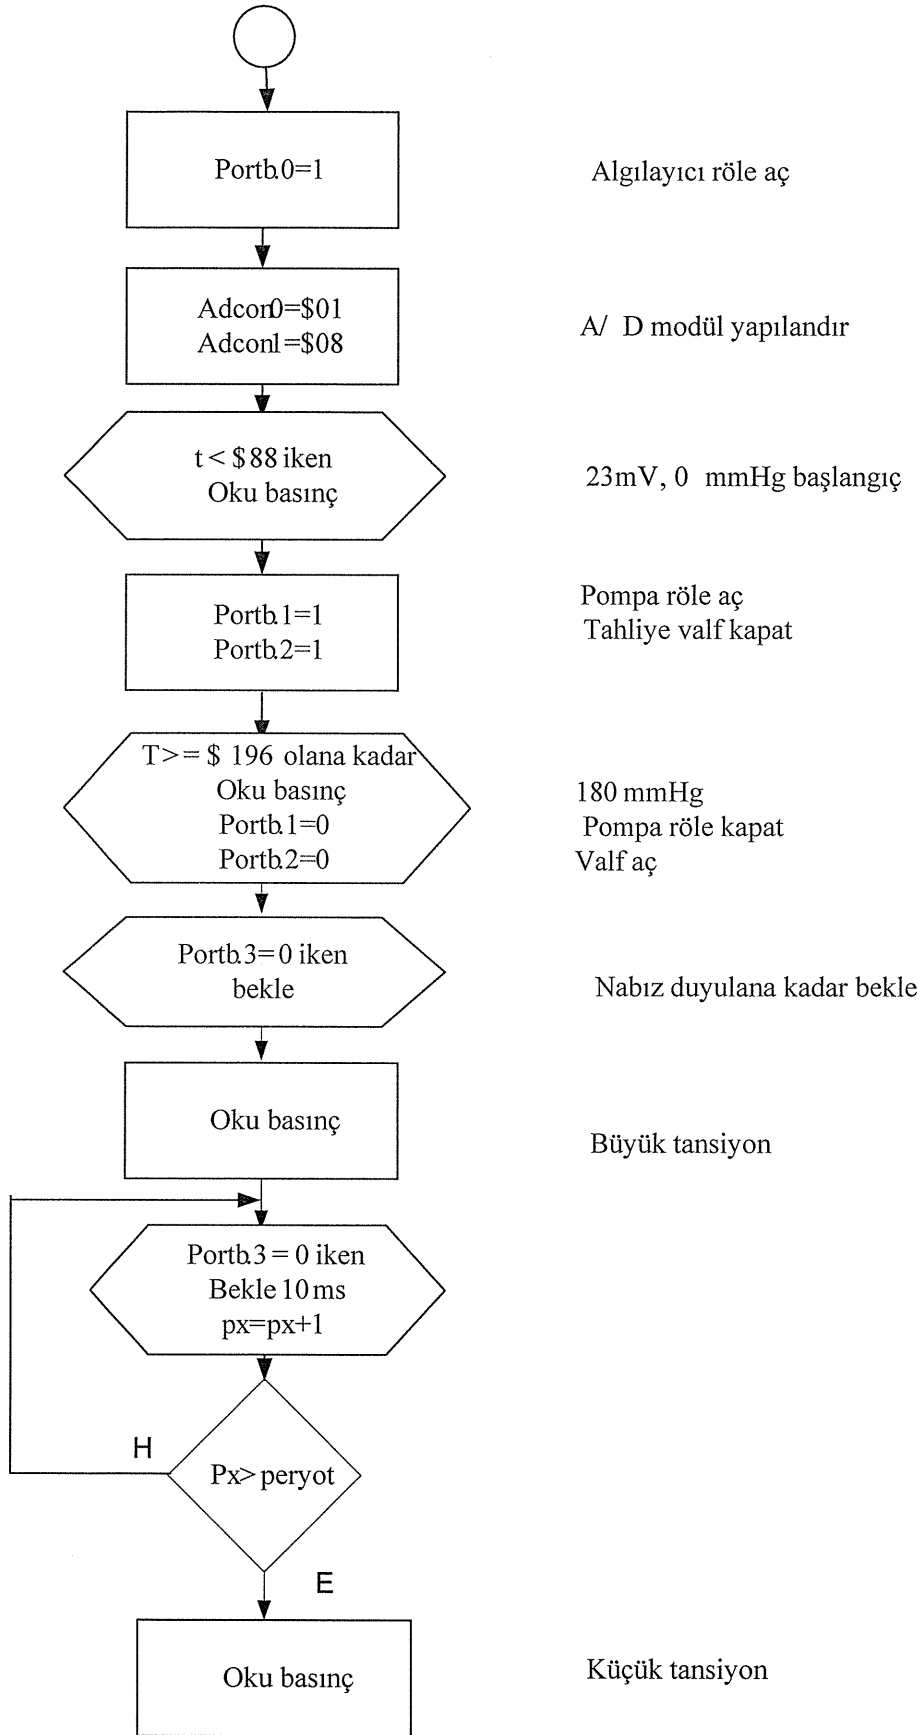 Portb.0=1
Algılayıcı röle aç
Adcon0=$01
Adcon1=$08
A/ D modül yapılandır
t < $88 iken
Oku basınç
23mV, 0 mmHg başlangıç
Portb.1=1
Portb.2=1
Pompa röle aç
Tahliye valf kapat
T>= $ 196 olana kadar
Oku basınç
Portb.1=0
Portb.2=0
180 mmHg
Pompa röle kapat
Valf aç
Portb.3=0 iken
bekle
Nabız duyulana kadar bekle
Oku basınç
Büyük tansiyon
Portb.3 = 0 iken
Bekle 10 ms
px=px+1
H
Px> peryot
E
Oku basınç
Küçük tansiyon